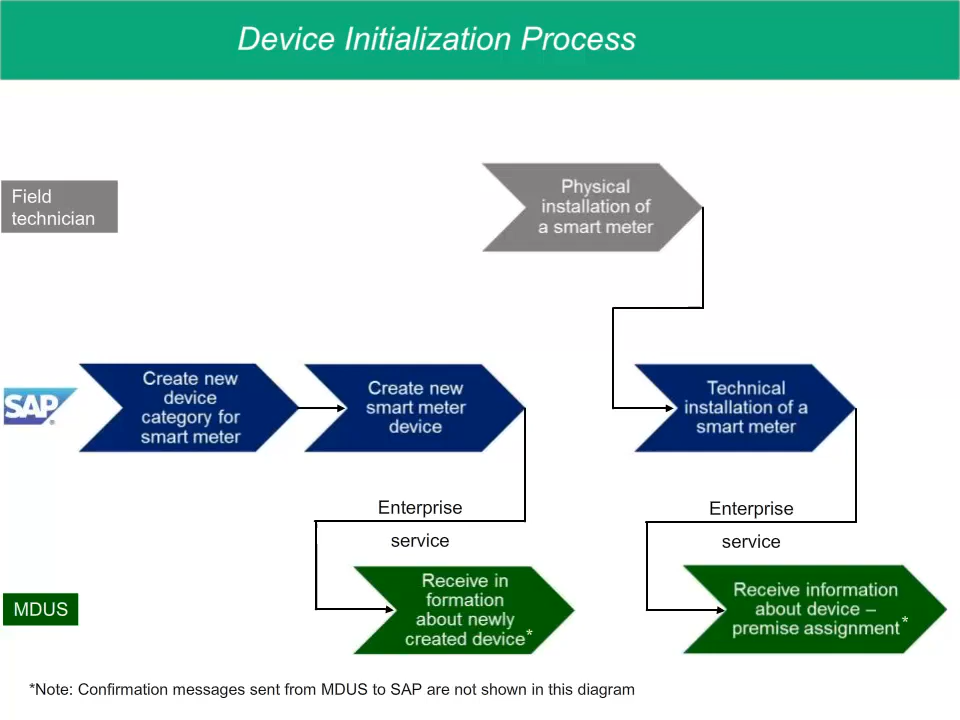 Device Initialization Process
Field
technician
Physical
installation of
a smart meter
SAP®
Create new
device
category for
smart meter
Create new
smart meter
device
Technical
installation of a
smart meter
Enterprise
service
Enterprise
service
MDUS
Receive in
formation
about newly
created device*
Receive information
about device –
premise assignment*
*Note: Confirmation messages sent from MDUS to SAP are not shown in this diagram